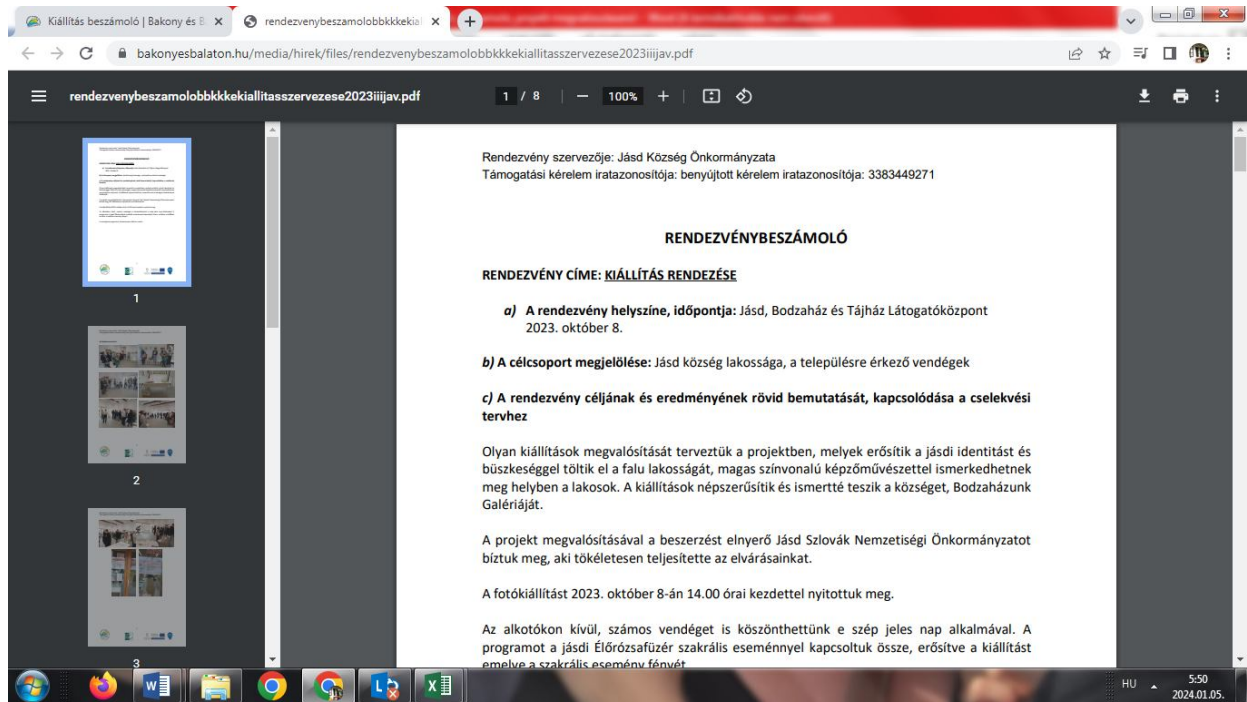 Kiállítás beszámoló | Bakony és B
rendezvenybeszamolobbkkkekial
bakonyesbalaton.hu/media/hirek/files/rendezvenybeszamolobbkkkekiallitasszervezese2023iiijav.pdf
rendezvenybeszamolobbkkkekiallitasszervezese2023iiijav.pdf
1 / 8
100%
1
2
3
Rendezvény szervezője: Jásd Község Önkormányzata
Támogatási kérelem iratazonosítója: benyújtott kérelem iratazonosítója: 3383449271
RENDEZVÉNYBESZÁMOLÓ
RENDEZVÉNY CÍME: KIÁLLÍTÁS RENDEZÉSE
a) A rendezvény helyszíne, időpontja: Jásd, Bodzaház és Tájház Látogatóközpont
2023. október 8.
b) A célcsoport megjelölése: Jásd község lakossága, a településre érkező vendégek
c) A rendezvény céljának és eredményének rövid bemutatását, kapcsolódása a cselekvési
tervhez
Olyan kiállítások megvalósítását terveztük a projektben, melyek erősítik a jásdi identitást és
büszkeséggel töltik el a falu lakosságát, magas színvonalú képzőművészettel ismerkedhetnek
meg helyben a lakosok. A kiállítások népszerűsítik és ismertté teszik a községet, Bodzaházunk
Galériáját.
A projekt megvalósításával a beszerzést elnyerő Jásd Szlovák Nemzetiségi Önkormányzatot
bíztuk meg, aki tökéletesen teljesítette az elvárásainkat.
A fotókiállítást 2023. október 8-án 14.00 órai kezdettel nyitottuk meg.
Az alkotókon kívül, számos vendéget is köszönthettünk e szép jeles nap alkalmával. A
programot a jásdi Élőrózsafüzér szakrális eseménnyel kapcsoltuk össze, erősítve a kiállítást
emelve a szakrális esemény fényét
HU
5:50
2024.01.05.